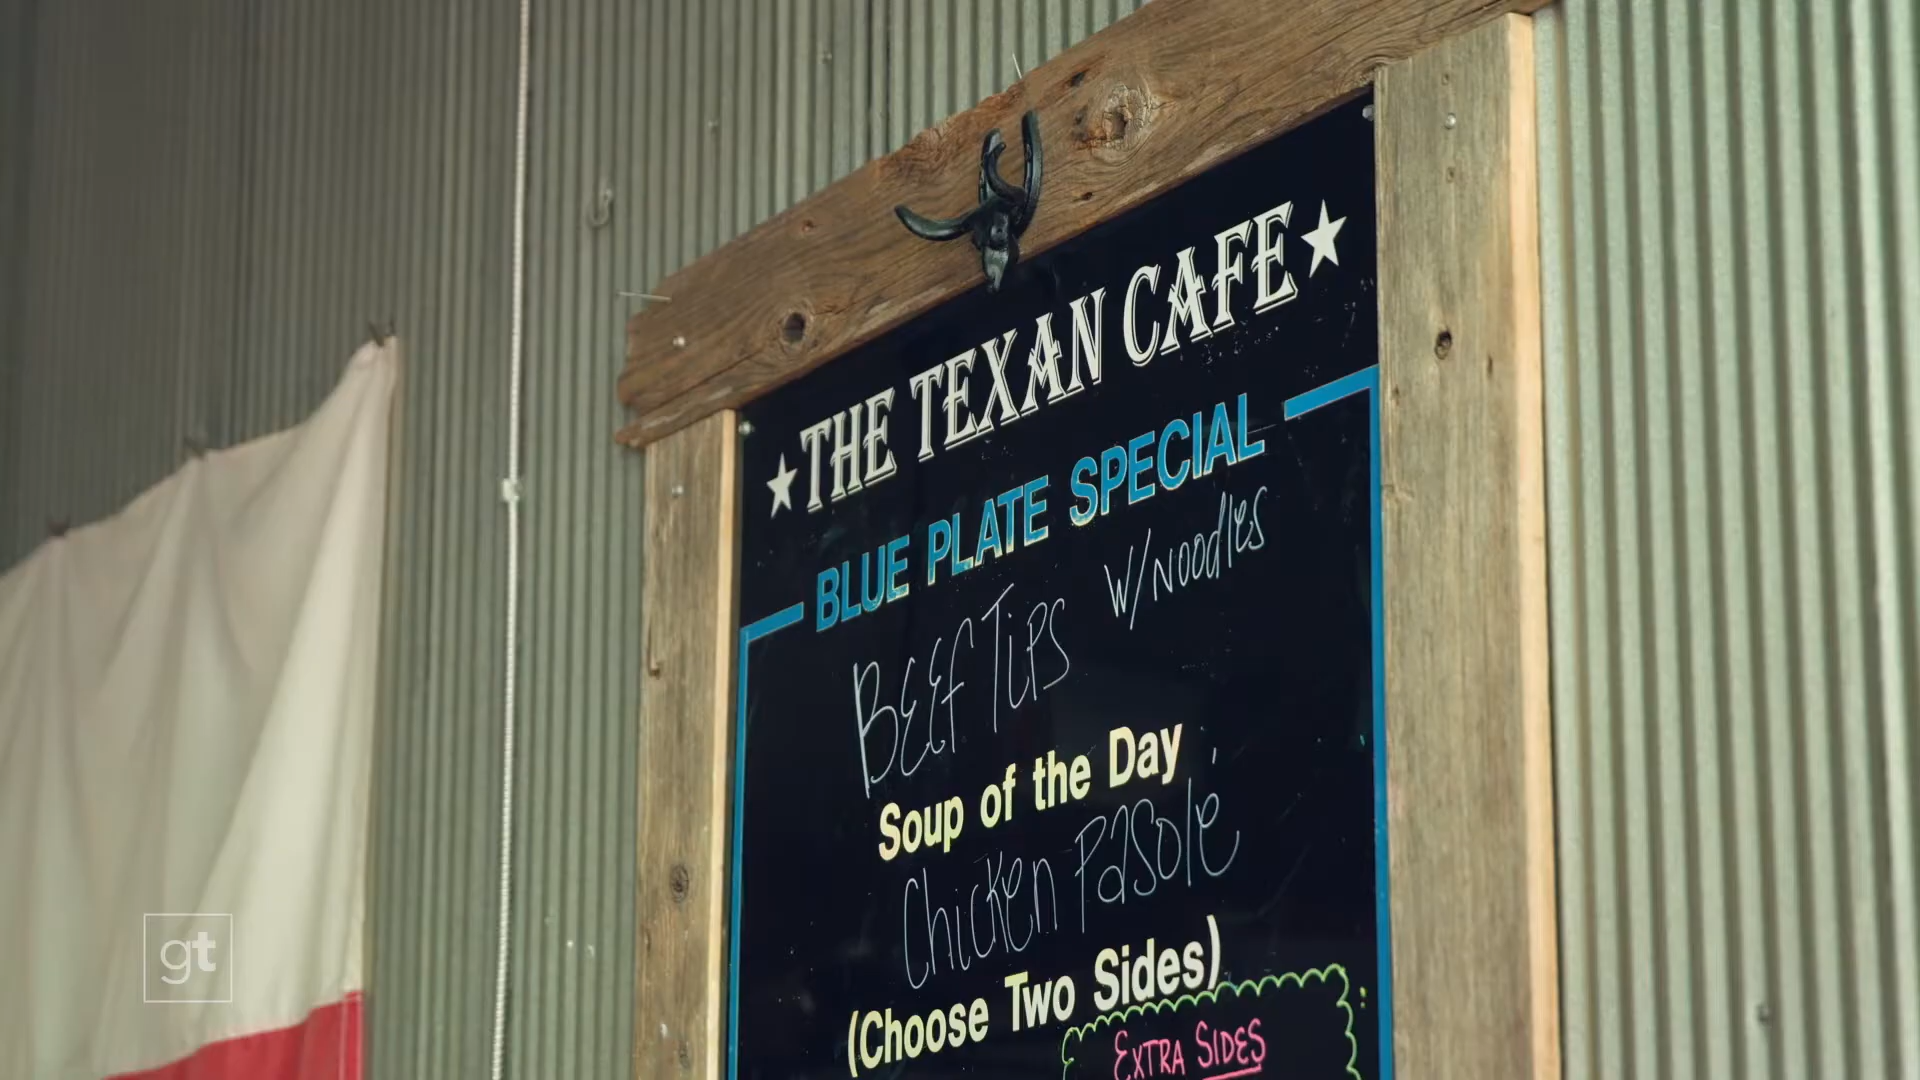 ★THE TEXAN CAFE★
BLUE PLATE SPECIAL
BEEF TIPS W/NOODLES
Soup of the Day
Chicken Pasole
(Choose Two Sides)
EXTRA SIDES
gt